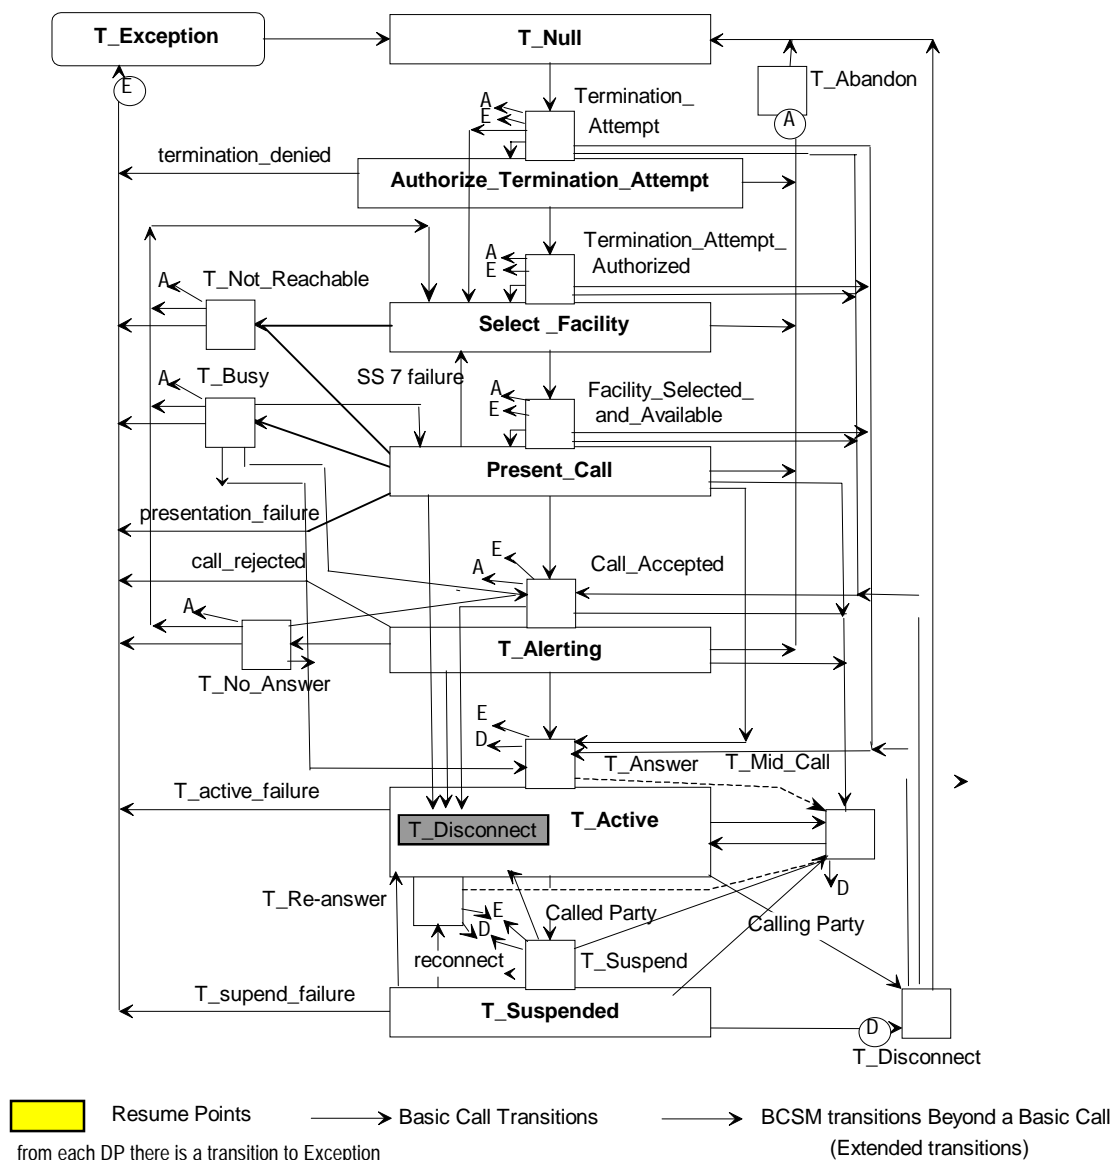 T_Exception
T_Null
E
T_Abandon
A
Termination_
Attempt
A
E
termination_denied
Authorize_Termination_Attempt
Termination_Attempt_
Authorized
A
E
T_Not_Reachable
A
Select _Facility
SS 7 failure
T_Busy
A
Facility_Selected_
and_Available
A
E
Present_Call
presentation_failure
call_rejected
E
A
Call_Accepted
A
T_Alerting
T_No_Answer
E
D
T_Answer
T_Mid_Call
T_active_failure
T_Active
T_Disconnect
D
T_Re-answer
E
D
Called Party
Calling Party
reconnect
T_Suspend
T_supend_failure
T_Suspended
D
T_Disconnect
Resume Points
Basic Call Transitions
BCSM transitions Beyond a Basic Call
(Extended transitions)
from each DP there is a transition to Exception